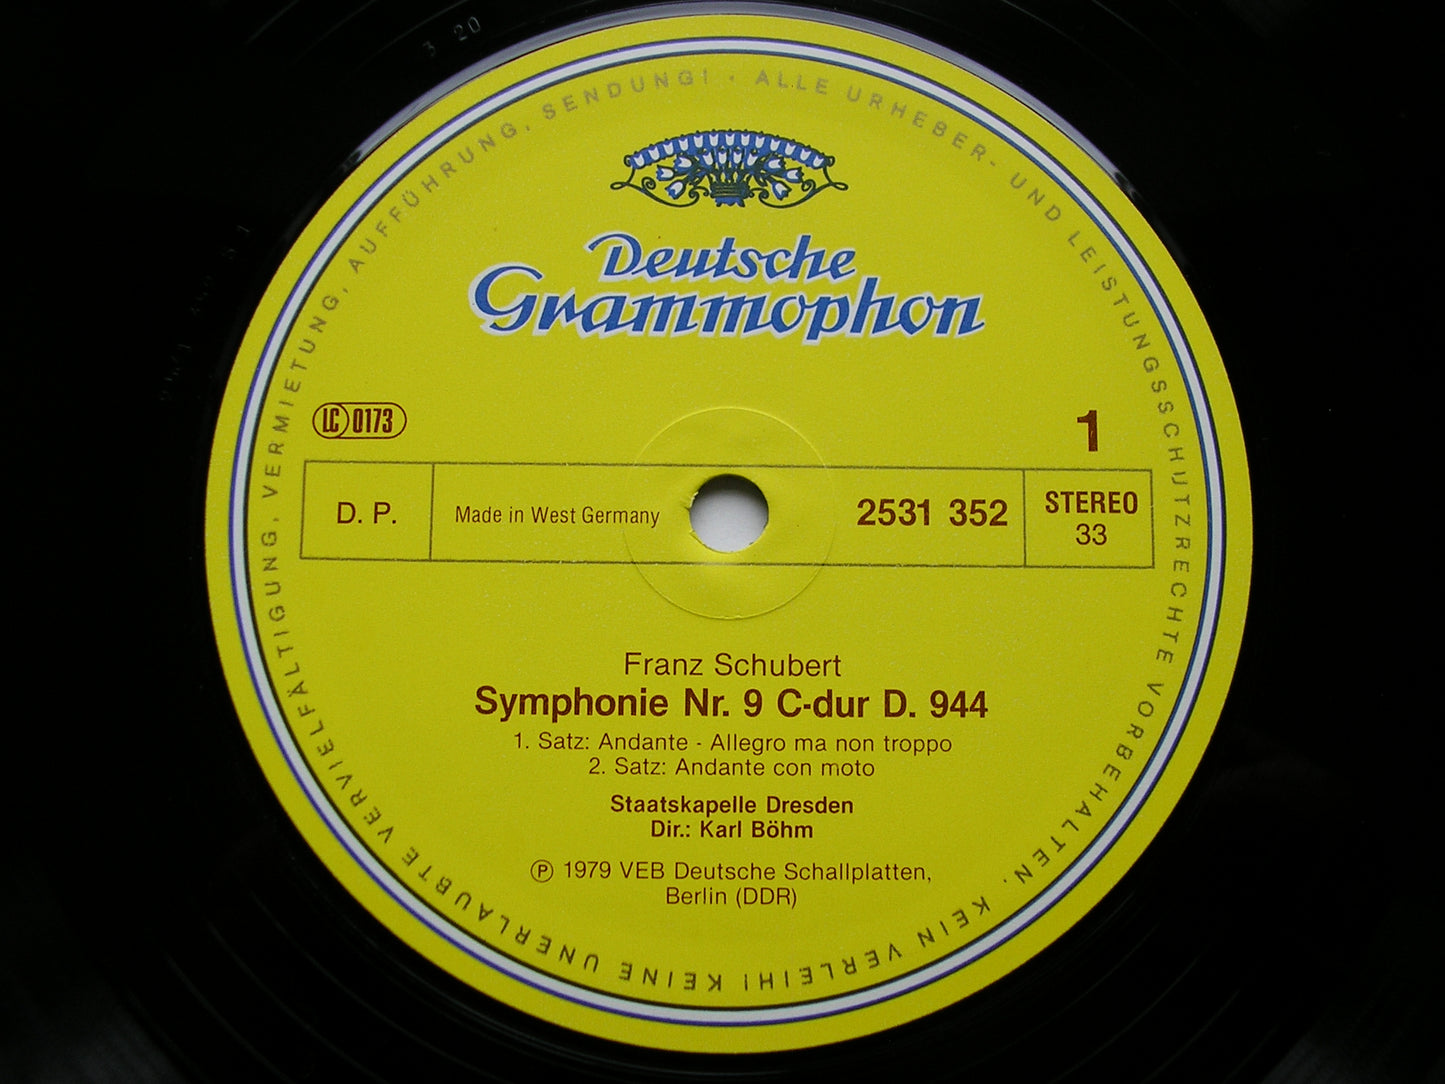 ALLE URHEBER- UND LEISTUNGSSCHUTZRECHTE VORBEHALTEN. KEIN VERLEIH! KEINE UNERLAUBTE VERVIELFÄLTIGUNG, VERMIETUNG, AUFFÜHRUNG, SENDUNG! ·
Deutsche
Grammophon
LC 0173
1
D. P.
Made in West Germany
2531 352
STEREO
33
Franz Schubert
Symphonie Nr. 9 C-dur D. 944
1. Satz: Andante - Allegro ma non troppo
2. Satz: Andante con moto
Staatskapelle Dresden
Dir.: Karl Böhm
℗ 1979 VEB Deutsche Schallplatten,
Berlin (DDR)
3 20